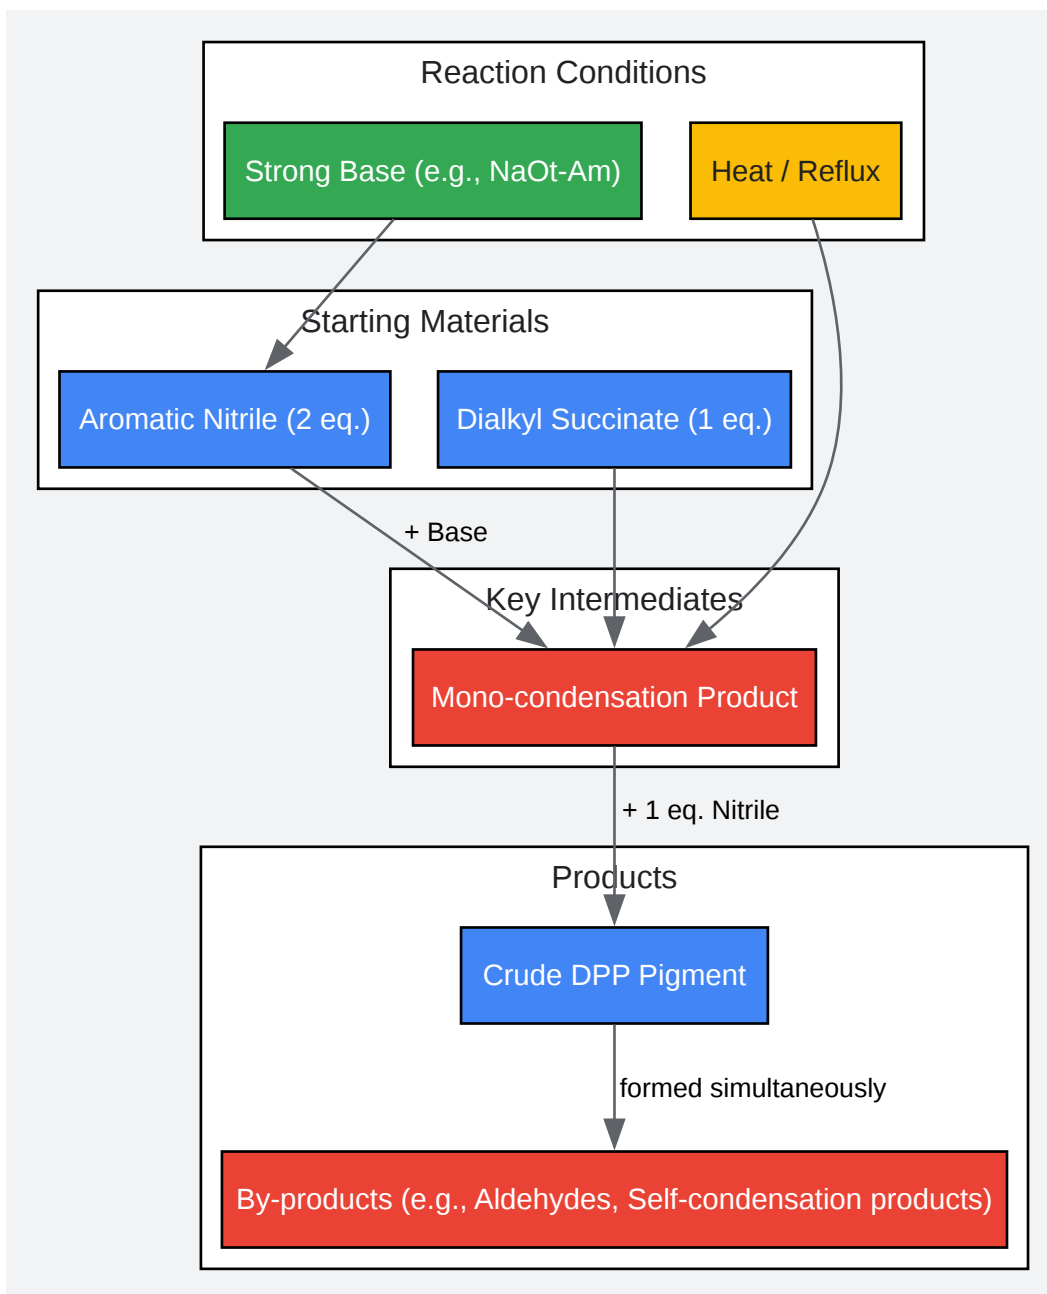 Reaction Conditions
Strong Base (e.g., NaOt-Am)
Heat / Reflux
Starting Materials
Aromatic Nitrile (2 eq.)
Dialkyl Succinate (1 eq.)
+ Base
Key Intermediates
Mono-condensation Product
+ 1 eq. Nitrile
Products
Crude DPP Pigment
formed simultaneously
By-products (e.g., Aldehydes, Self-condensation products)